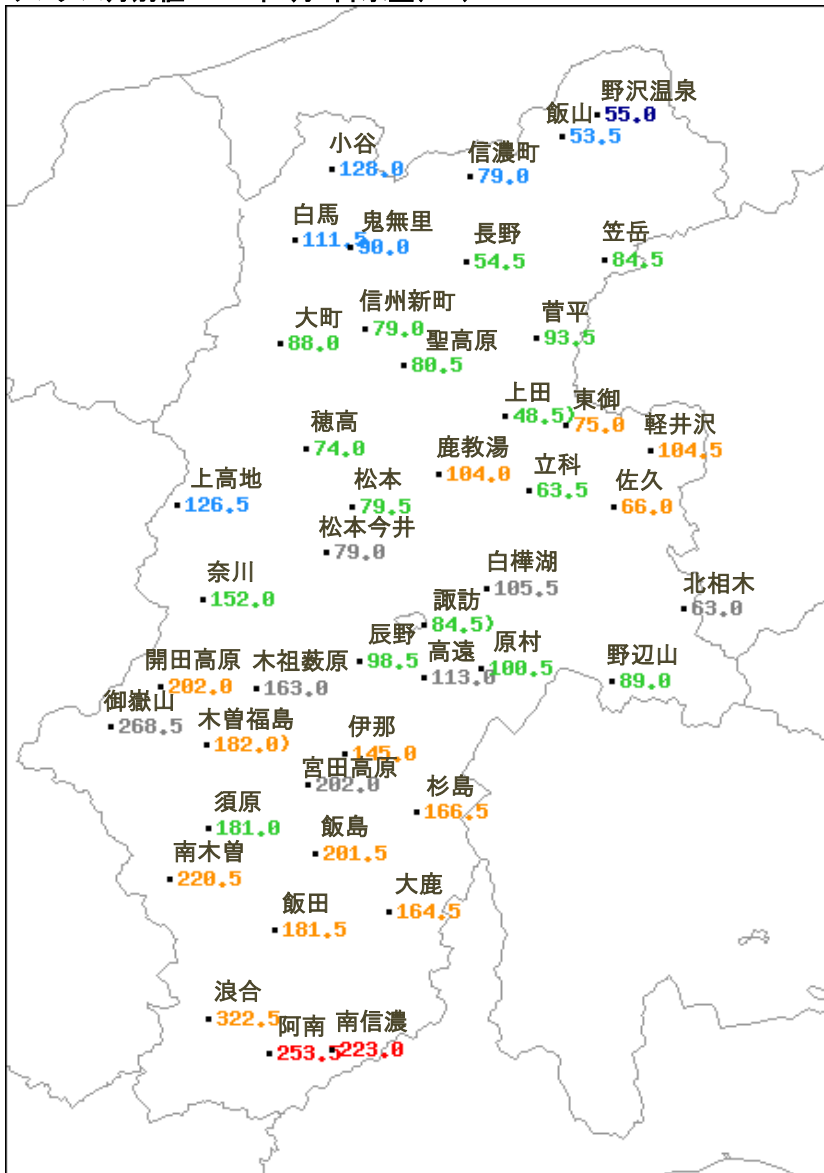 野沢温泉
55.0
飯山
53.5
小谷
128.0
信濃町
79.0
白馬
111.5
鬼無里
90.0
長野
54.5
笠岳
84.5
信州新町
79.0
大町
88.0
菅平
93.5
聖高原
80.5
上田
48.5)
東御
75.0
軽井沢
104.5
穂高
74.0
鹿教湯
104.0
立科
63.5
佐久
66.0
上高地
126.5
松本
79.5
松本今井
79.0
白樺湖
105.5
北相木
63.0
奈川
152.0
諏訪
84.5)
辰野
98.5
高遠
113.0
原村
100.5
野辺山
89.0
開田高原
202.0
木祖薮原
163.0
御嶽山
268.5
木曽福島
182.0)
伊那
145.0
宮田高原
202.0
杉島
166.5
須原
181.0
飯島
201.5
南木曽
220.5
大鹿
164.5
飯田
181.5
浪合
322.5
阿南
253.5
南信濃
223.0